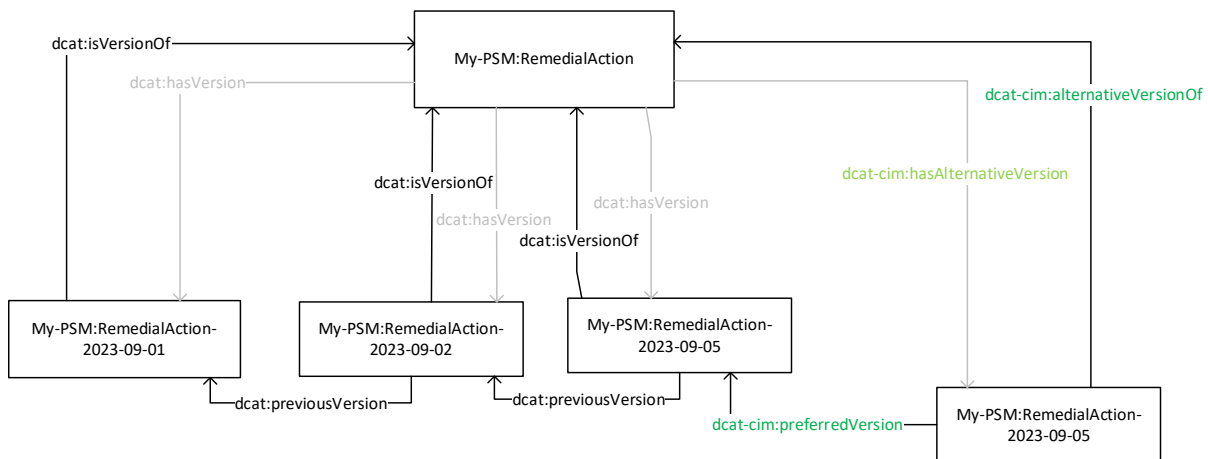 dcat:isVersionOf
My-PSM:RemedialAction
dcat:hasVersion
dcat-cim:alternativeVersionOf
dcat-cim:hasAlternativeVersion
dcat:isVersionOf
dcat:hasVersion
dcat:hasVersion
dcat:isVersionOf
My-PSM:RemedialAction-
2023-09-01
My-PSM:RemedialAction-
2023-09-02
My-PSM:RemedialAction-
2023-09-05
dcat:previousVersion
dcat:previousVersion
dcat-cim:preferredVersion
My-PSM:RemedialAction-
2023-09-05